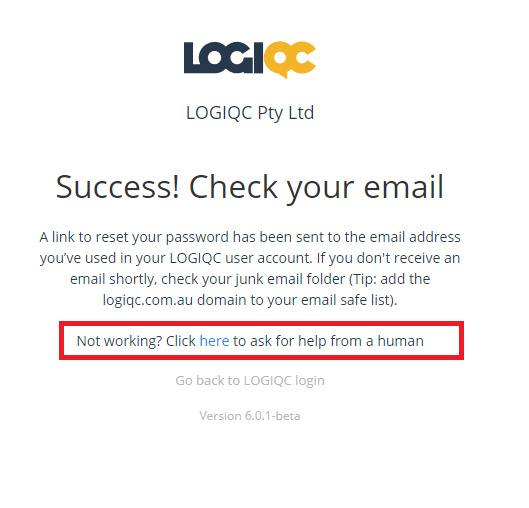 LOGIQC
LOGIQC Pty Ltd
Success! Check your email
A link to reset your password has been sent to the email address
you’ve used in your LOGIQC user account. If you don't receive an
email shortly, check your junk email folder (Tip: add the
logiqc.com.au domain to your email safe list).
Not working? Click here to ask for help from a human
Go back to LOGIQC login
Version 6.0.1-beta